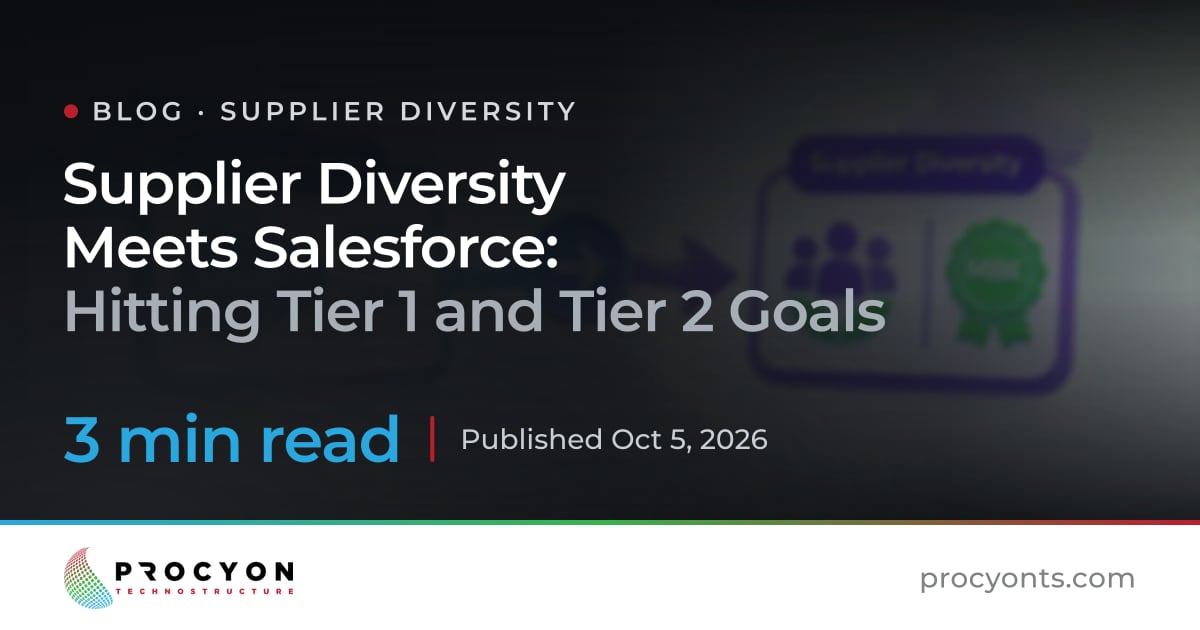 BLOG · SUPPLIER DIVERSITY
Supplier Diversity
Meets Salesforce:
Hitting Tier 1 and Tier 2 Goals
Supplier Diversity
MBE
3 min read
Published Oct 5, 2026
PROCYON
TECHNOSTRUCTURE
procyonts.com